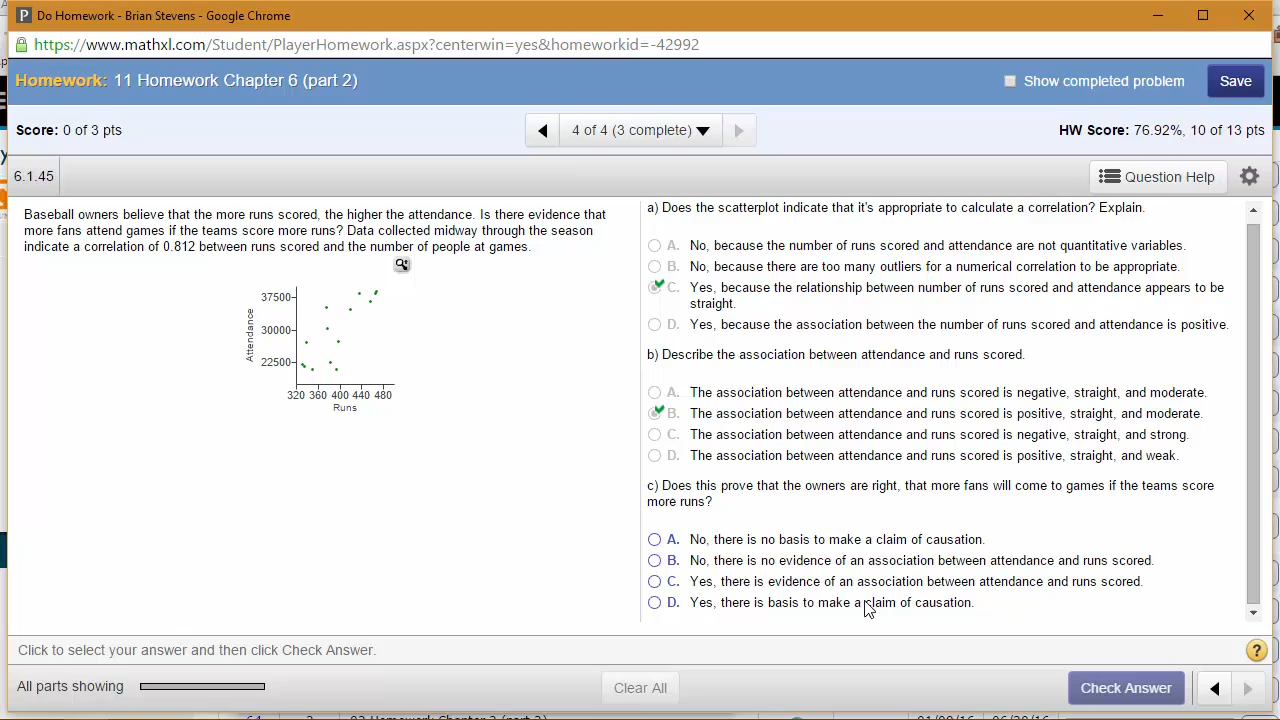 Do Homework - Brian Stevens - Google Chrome
https://www.mathxl.com/Student/PlayerHomework.aspx?centerwin=yes&homeworkid=-42992
Homework: 11 Homework Chapter 6 (part 2)
Show completed problem
Save
Score: 0 of 3 pts
4 of 4 (3 complete)
HW Score: 76.92%, 10 of 13 pts
6.1.45
Question Help
Baseball owners believe that the more runs scored, the higher the attendance. Is there evidence that
more fans attend games if the teams score more runs? Data collected midway through the season
indicate a correlation of 0.812 between runs scored and the number of people at games.
37500
30000
22500
Attendance
320 360 400 440 480
Runs
a) Does the scatterplot indicate that it's appropriate to calculate a correlation? Explain.
A. No, because the number of runs scored and attendance are not quantitative variables.
B. No, because there are too many outliers for a numerical correlation to be appropriate.
C. Yes, because the relationship between number of runs scored and attendance appears to be
straight.
D. Yes, because the association between the number of runs scored and attendance is positive.
b) Describe the association between attendance and runs scored.
A. The association between attendance and runs scored is negative, straight, and moderate.
B. The association between attendance and runs scored is positive, straight, and moderate.
C. The association between attendance and runs scored is negative, straight, and strong.
D. The association between attendance and runs scored is positive, straight, and weak.
c) Does this prove that the owners are right, that more fans will come to games if the teams score
more runs?
A. No, there is no basis to make a claim of causation.
B. No, there is no evidence of an association between attendance and runs scored.
C. Yes, there is evidence of an association between attendance and runs scored.
D. Yes, there is basis to make a claim of causation.
Click to select your answer and then click Check Answer.
?
All parts showing
Clear All
Check Answer